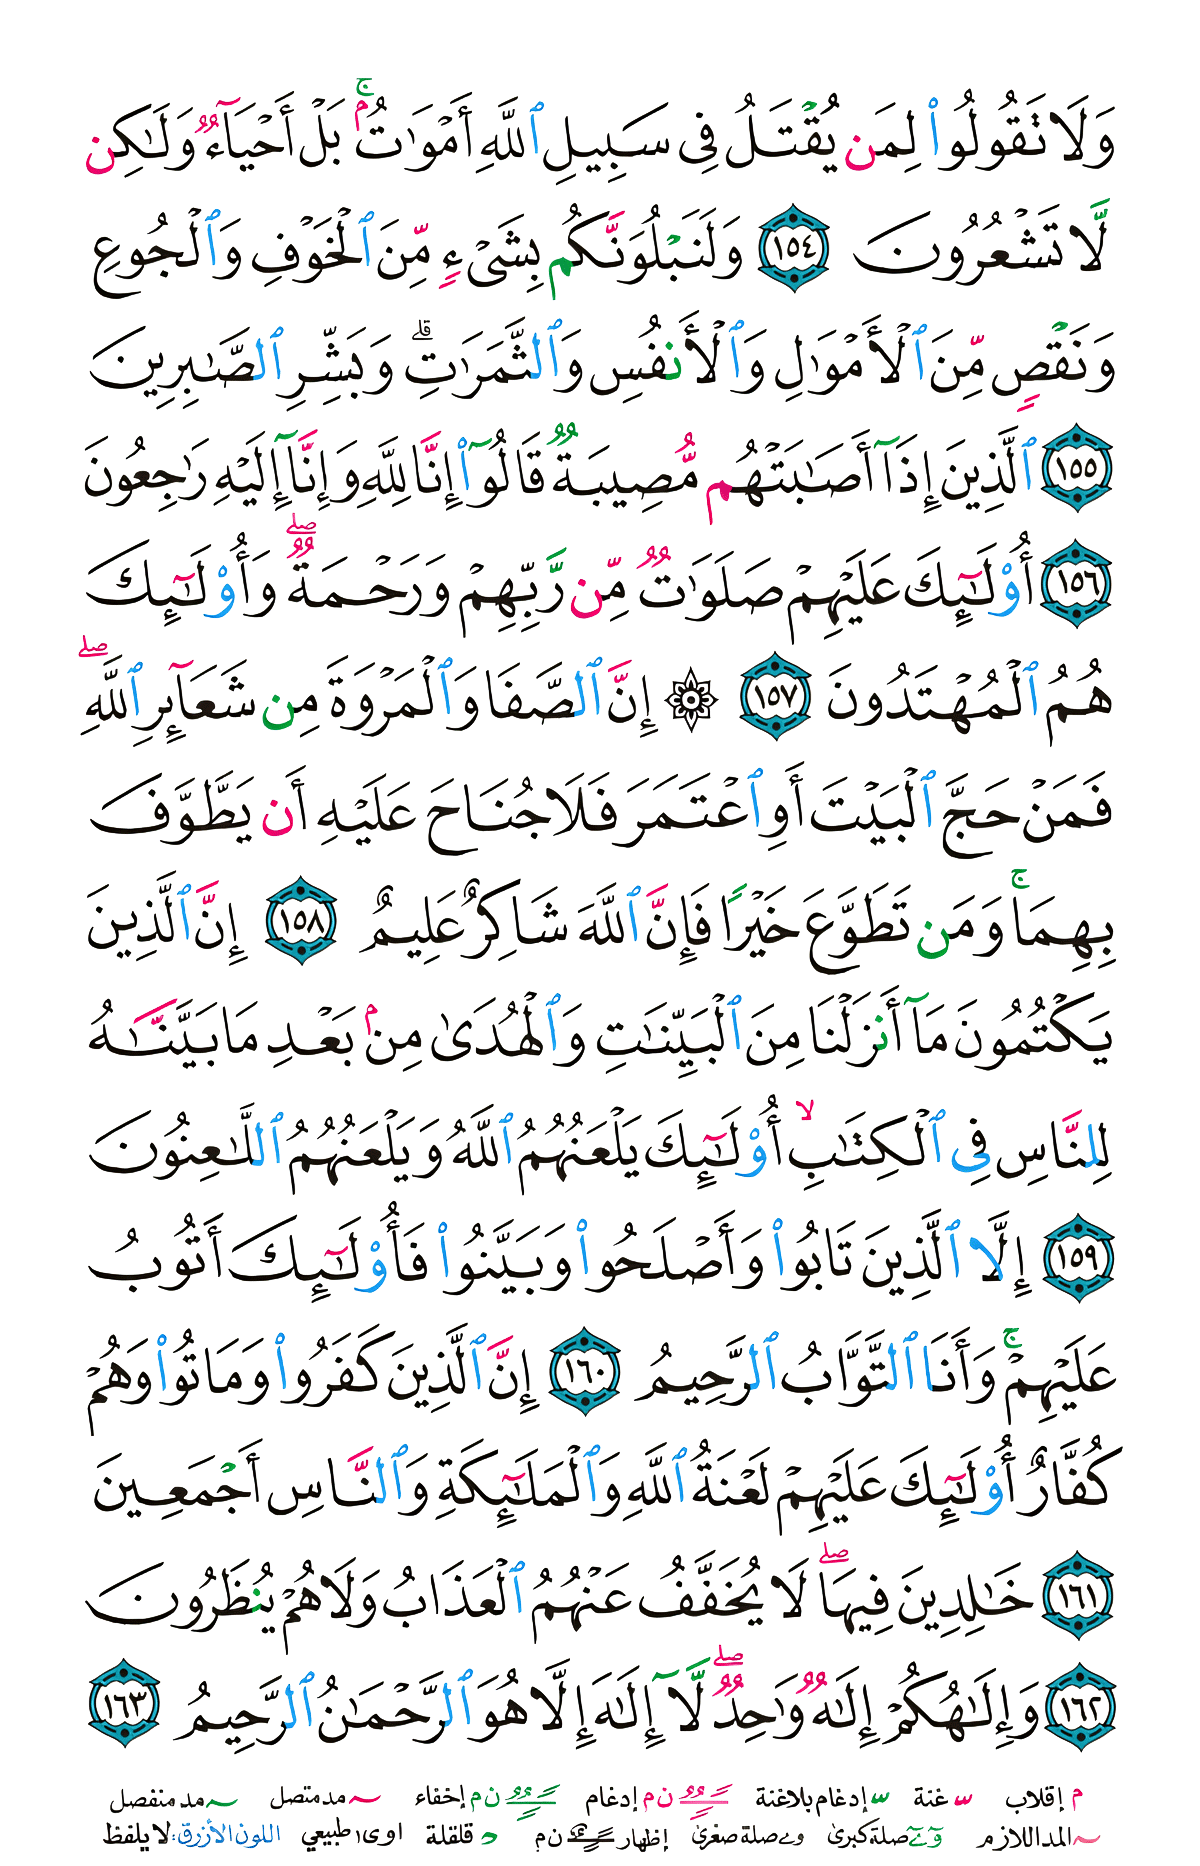 وَلَا تَقُولُوا۟ لِمَن يُقْتَلُ فِى سَبِيلِ ٱللَّهِ أَمْوَٰتٌۢ ۚ بَلْ أَحْيَآءٌ وَلَـٰكِن
لَّا تَشْعُرُونَ ١٥٤ وَلَنَبْلُوَنَّكُم بِشَىْءٍ مِّنَ ٱلْخَوْفِ وَٱلْجُوعِ
وَنَقْصٍ مِّنَ ٱلْأَمْوَٰلِ وَٱلْأَنفُسِ وَٱلثَّمَرَٰتِ ۗ وَبَشِّرِ ٱلصَّـٰبِرِينَ
١٥٥ ٱلَّذِينَ إِذَآ أَصَـٰبَتْهُم مُّصِيبَةٌ قَالُوٓا۟ إِنَّا لِلَّهِ وَإِنَّآ إِلَيْهِ رَٰجِعُونَ
١٥٦ أُو۟لَـٰٓئِكَ عَلَيْهِمْ صَلَوَٰتٌ مِّن رَّبِّهِمْ وَرَحْمَةٌ ۖ وَأُو۟لَـٰٓئِكَ
هُمُ ٱلْمُهْتَدُونَ ١٥٧ ۞ إِنَّ ٱلصَّفَا وَٱلْمَرْوَةَ مِن شَعَآئِرِ ٱللَّهِ ۖ
فَمَنْ حَجَّ ٱلْبَيْتَ أَوِ ٱعْتَمَرَ فَلَا جُنَاحَ عَلَيْهِ أَن يَطَّوَّفَ
بِهِمَا ۚ وَمَن تَطَوَّعَ خَيْرًا فَإِنَّ ٱللَّهَ شَاكِرٌ عَلِيمٌ ١٥٨ إِنَّ ٱلَّذِينَ
يَكْتُمُونَ مَآ أَنزَلْنَا مِنَ ٱلْبَيِّنَـٰتِ وَٱلْهُدَىٰ مِنۢ بَعْدِ مَا بَيَّنَّـٰهُ
لِلنَّاسِ فِى ٱلْكِتَـٰبِ ۙ أُو۟لَـٰٓئِكَ يَلْعَنُهُمُ ٱللَّهُ وَيَلْعَنُهُمُ ٱللَّـٰعِنُونَ
١٥٩ إِلَّا ٱلَّذِينَ تَابُوا۟ وَأَصْلَحُوا۟ وَبَيَّنُوا۟ فَأُو۟لَـٰٓئِكَ أَتُوبُ
عَلَيْهِمْ ۚ وَأَنَا ٱلتَّوَّابُ ٱلرَّحِيمُ ١٦٠ إِنَّ ٱلَّذِينَ كَفَرُوا۟ وَمَاتُوا۟ وَهُمْ
كُفَّارٌ أُو۟لَـٰٓئِكَ عَلَيْهِمْ لَعْنَةُ ٱللَّهِ وَٱلْمَلَـٰٓئِكَةِ وَٱلنَّاسِ أَجْمَعِينَ
١٦١ خَـٰلِدِينَ فِيهَا ۖ لَا يُخَفَّفُ عَنْهُمُ ٱلْعَذَابُ وَلَا هُمْ يُنظَرُونَ
١٦٢ وَإِلَـٰهُكُمْ إِلَـٰهٌ وَٰحِدٌ ۖ لَّآ إِلَـٰهَ إِلَّا هُوَ ٱلرَّحْمَـٰنُ ٱلرَّحِيمُ ١٦٣
م إقلاب غنة إدغام بلاغنة ن م إدغام ن م إخفاء مد متصل مد منفصل
المد اللازم صلة كبرى و ے صلة صغرى إظهار ن م قلقلة ا و ى طبيعي اللون الأزرق: لا يلفظ